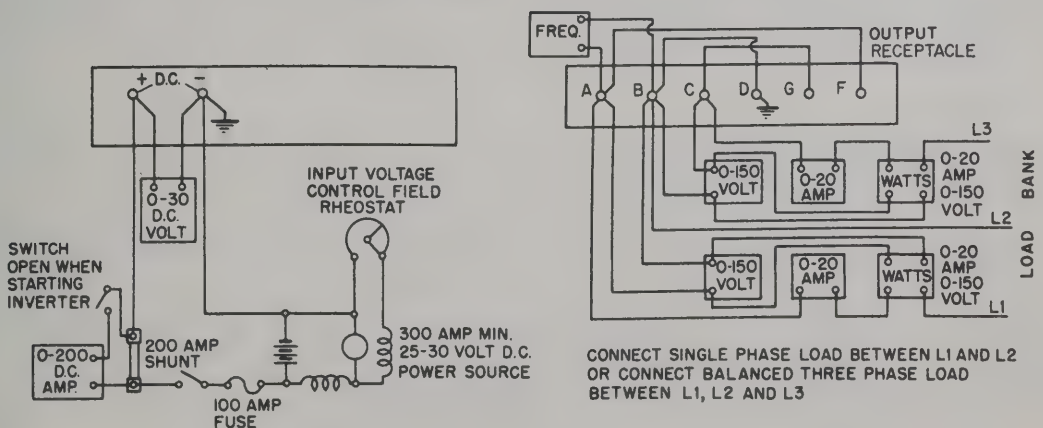 + D.C. -
0-30
D.C.
VOLT
SWITCH
OPEN WHEN
STARTING
INVERTER
0-200
D.C.
AMP.
200 AMP
SHUNT
100 AMP
FUSE
INPUT VOLTAGE
CONTROL FIELD
RHEOSTAT
300 AMP MIN.
25-30 VOLT D.C.
POWER SOURCE
FREQ.
OUTPUT
RECEPTACLE
A B C D G F
L3
0-150
VOLT
0-20
AMP
WATTS
0-20
AMP
0-150
VOLT
L2
0-150
VOLT
0-20
AMP
WATTS
0-20
AMP
0-150
VOLT
L1
LOAD BANK
CONNECT SINGLE PHASE LOAD BETWEEN L1 AND L2
OR CONNECT BALANCED THREE PHASE LOAD
BETWEEN L1, L2 AND L3